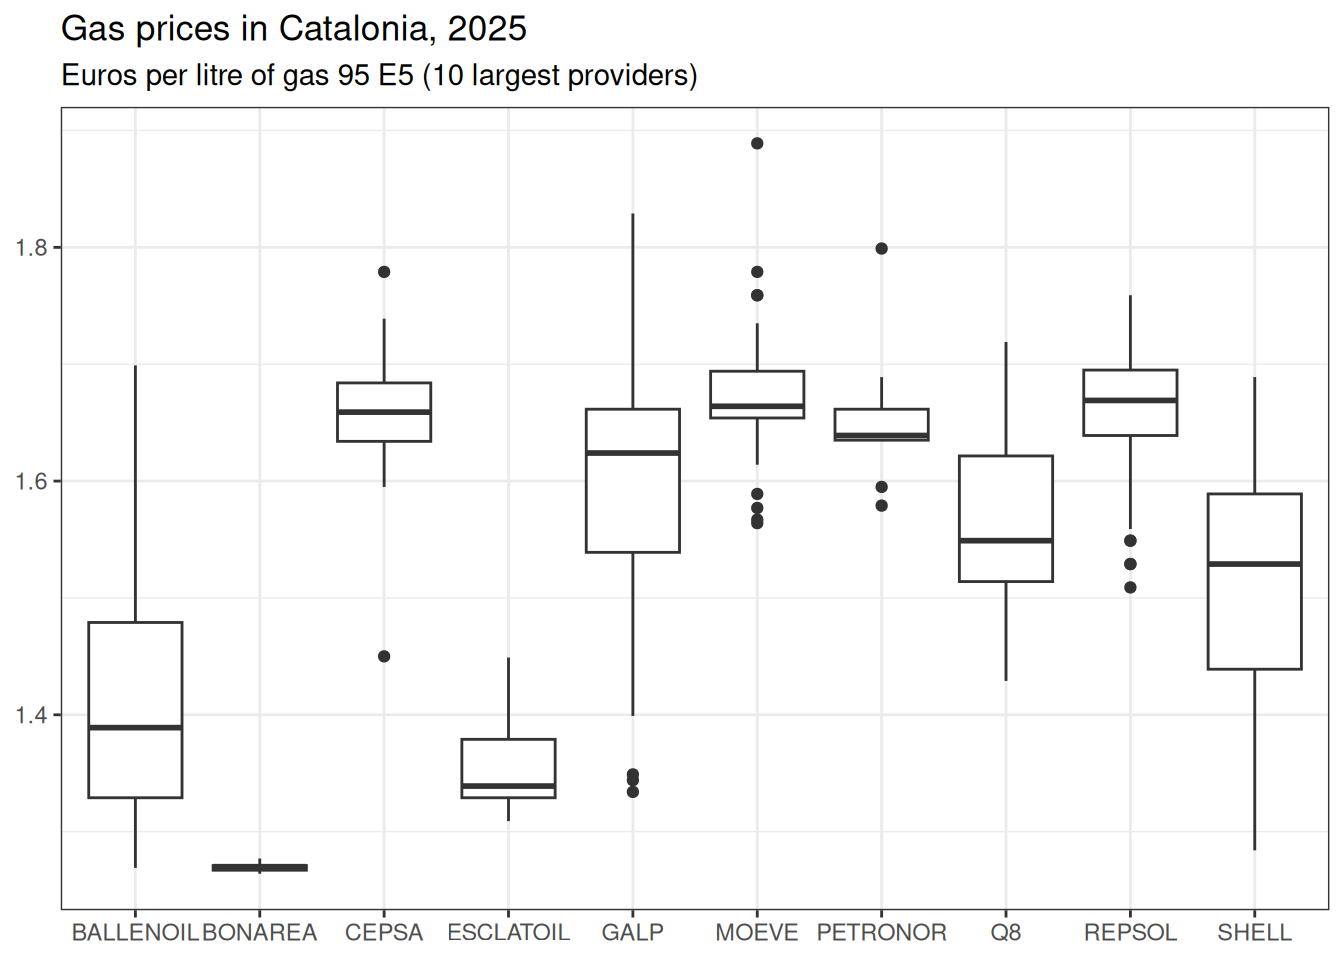 Gas prices in Catalonia, 2025
Euros per litre of gas 95 E5 (10 largest providers)
1.8
1.6
1.4
BALLENOIL BONAREA CEPSA ESCLATOIL GALP MOEVE PETRONOR Q8 REPSOL SHELL